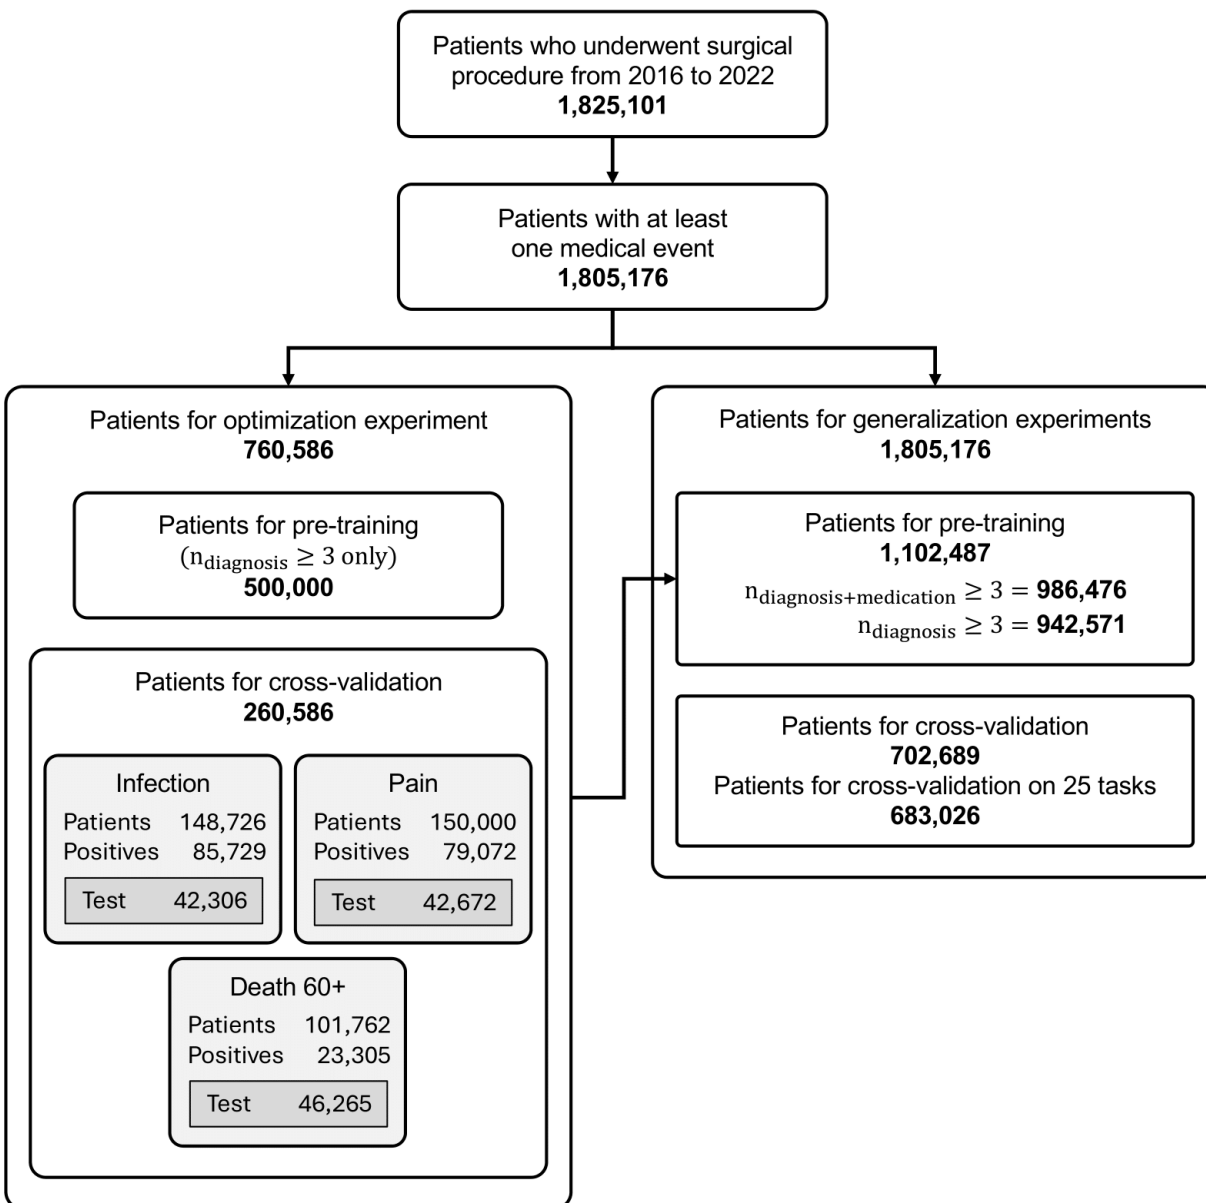 Patients who underwent surgical
procedure from 2016 to 2022
1,825,101
Patients with at least
one medical event
1,805,176
Patients for optimization experiment
760,586
Patients for pre-training
(n_diagnosis ≥ 3 only)
500,000
Patients for cross-validation
260,586
Infection
Patients 148,726
Positives 85,729
Test 42,306
Pain
Patients 150,000
Positives 79,072
Test 42,672
Death 60+
Patients 101,762
Positives 23,305
Test 46,265
Patients for generalization experiments
1,805,176
Patients for pre-training
1,102,487
n_diagnosis+medication ≥ 3 = 986,476
n_diagnosis ≥ 3 = 942,571
Patients for cross-validation
702,689
Patients for cross-validation on 25 tasks
683,026